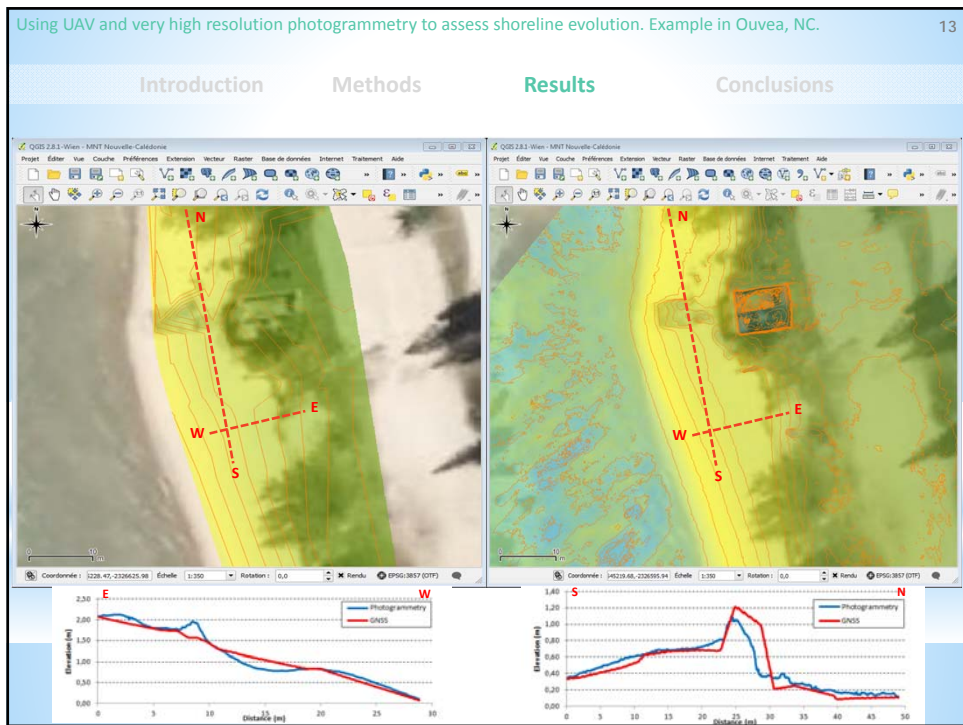 Using UAV and very high resolution photogrammetry to assess shoreline evolution. Example in Ouvea, NC.
13
Introduction Methods Results Conclusions
QGIS 2.8.1-Wien - MNT Nouvelle-Calédonie
Projet Éditer Vue Couche Préférences Extension Vecteur Raster Base de données Internet Traitement Aide
N
N
E
W
S
0 10 m
Coordonnée : 5228.47,-2326625.98 Échelle 1:350 Rotation : 0,0 Rendu EPSG:3857 (OTF)
QGIS 2.8.1-Wien - MNT Nouvelle-Calédonie
Projet Éditer Vue Couche Préférences Extension Vecteur Raster Base de données Internet Traitement Aide
N
N
E
W
S
0 10 m
Coordonnée : 45219.68,-2326595.94 Échelle 1:350 Rotation : 0,0 Rendu EPSG:3857 (OTF)
E W
2,50
2,00
1,50
1,00
0,50
0,00
Elevation (m)
Photogrammetry
GNSS
0 10 20 30
Distance (m)
S N
1,40
1,20
1,00
0,80
0,60
0,40
0,20
0,00
Elevation (m)
Photogrammetry
GNSS
0 5 10 15 20 25 30 35 40 45 50
Distance (m)